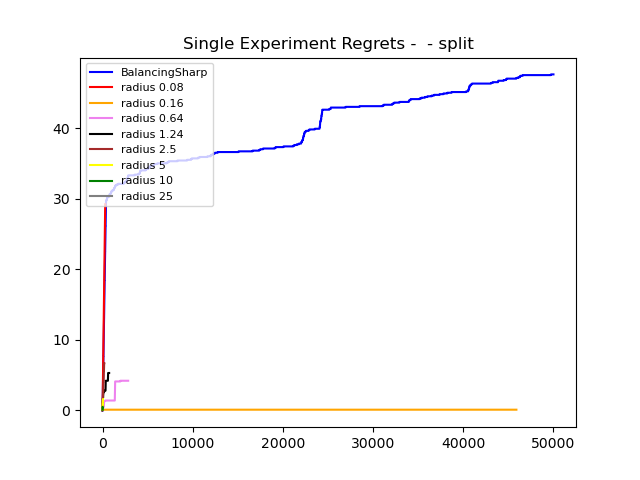 Single Experiment Regrets -  - split
BalancingSharp
radius 0.08
radius 0.16
radius 0.64
radius 1.24
radius 2.5
radius 5
radius 10
radius 25
40
30
20
10
0
0 10000 20000 30000 40000 50000